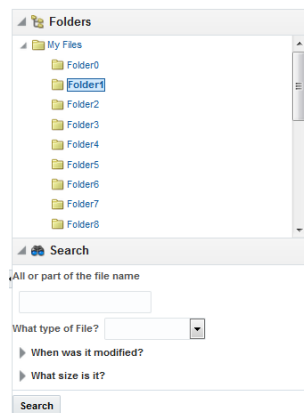 Folders
My Files
Folder0
Folder1
Folder2
Folder3
Folder4
Folder5
Folder6
Folder7
Folder8
Search
All or part of the file name
What type of File?
When was it modified?
What size is it?
Search